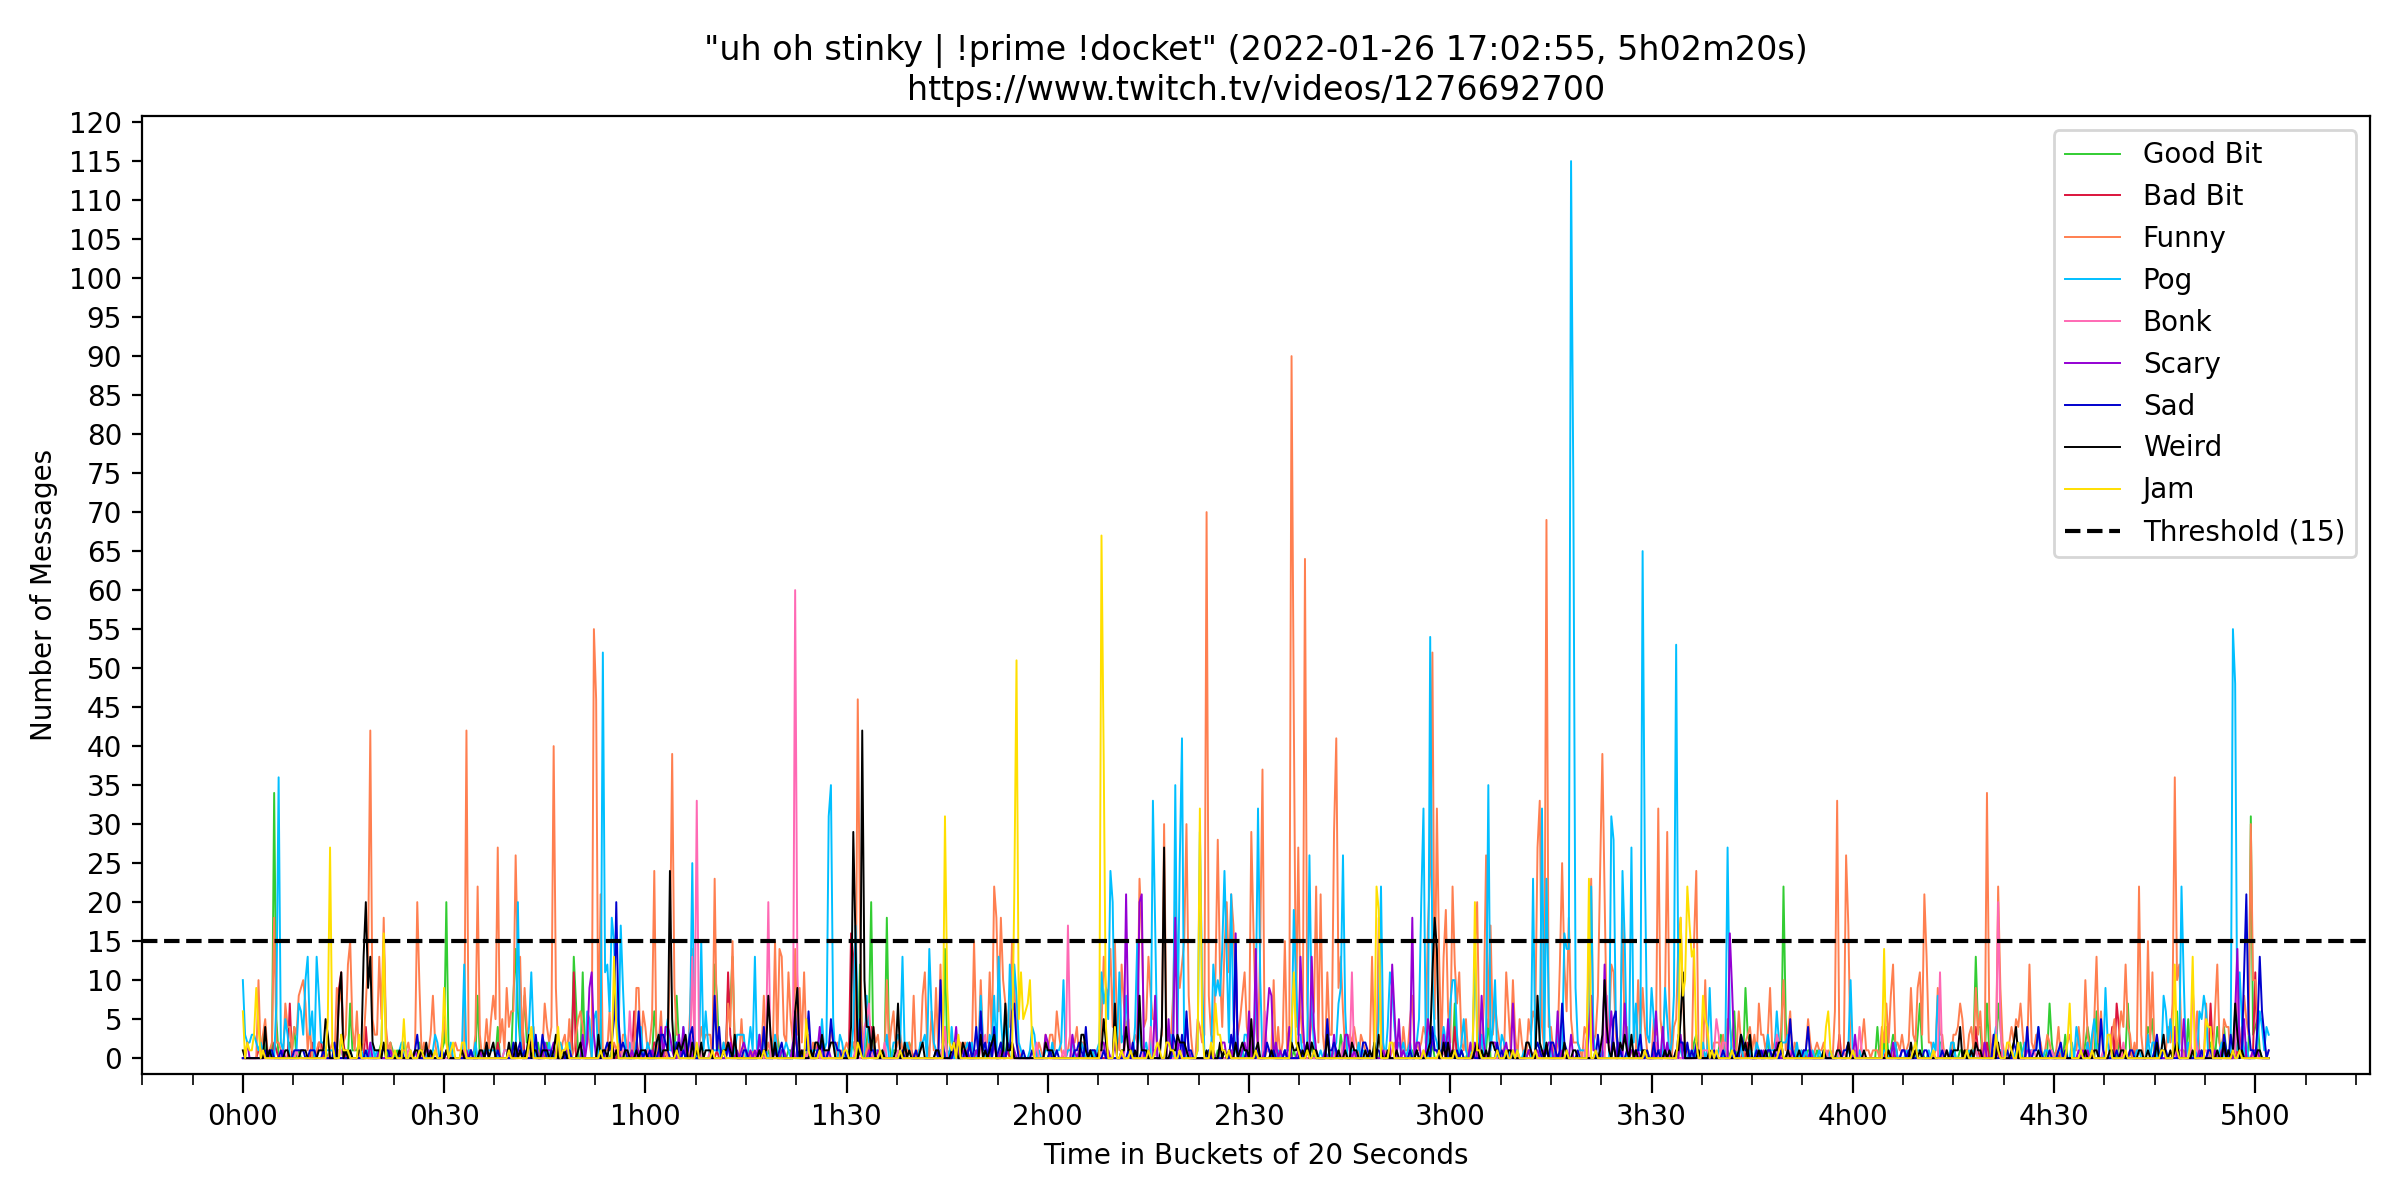 "uh oh stinky | !prime !docket" (2022-01-26 17:02:55, 5h02m20s)
https://www.twitch.tv/videos/1276692700
120
115
110
105
100
95
90
85
80
75
70
65
60
55
50
45
40
35
30
25
20
15
10
5
0
Number of Messages
Good Bit
Bad Bit
Funny
Pog
Bonk
Scary
Sad
Weird
Jam
Threshold (15)
0h00 0h30 1h00 1h30 2h00 2h30 3h00 3h30 4h00 4h30 5h00
Time in Buckets of 20 Seconds